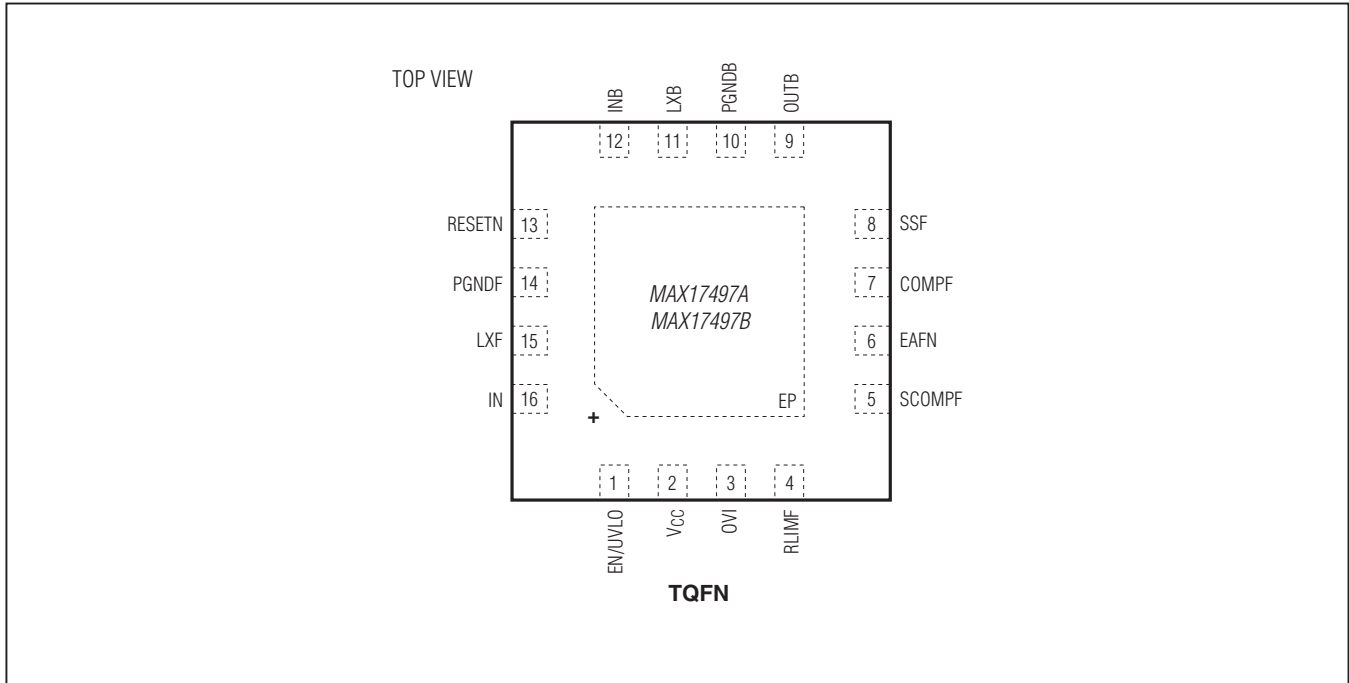 TOP VIEW
INB
LXB
PGNDB
OUTB
12
11
10
9
RESETN 13
8 SSF
PGNDF 14
7 COMPF
MAX17497A
MAX17497B
LXF 15
6 EAFN
IN 16
EP
5 SCOMPF
+
1
2
3
4
EN/UVLO
VCC
OVI
RLIMF
TQFN